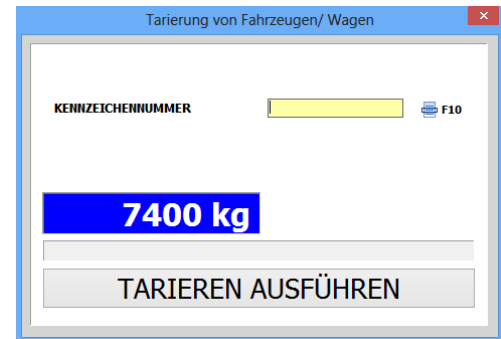 Tarierung von Fahrzeugen/ Wagen
KENNZEICHENNUMMER F10
7400 kg
TARIEREN AUSFÜHREN